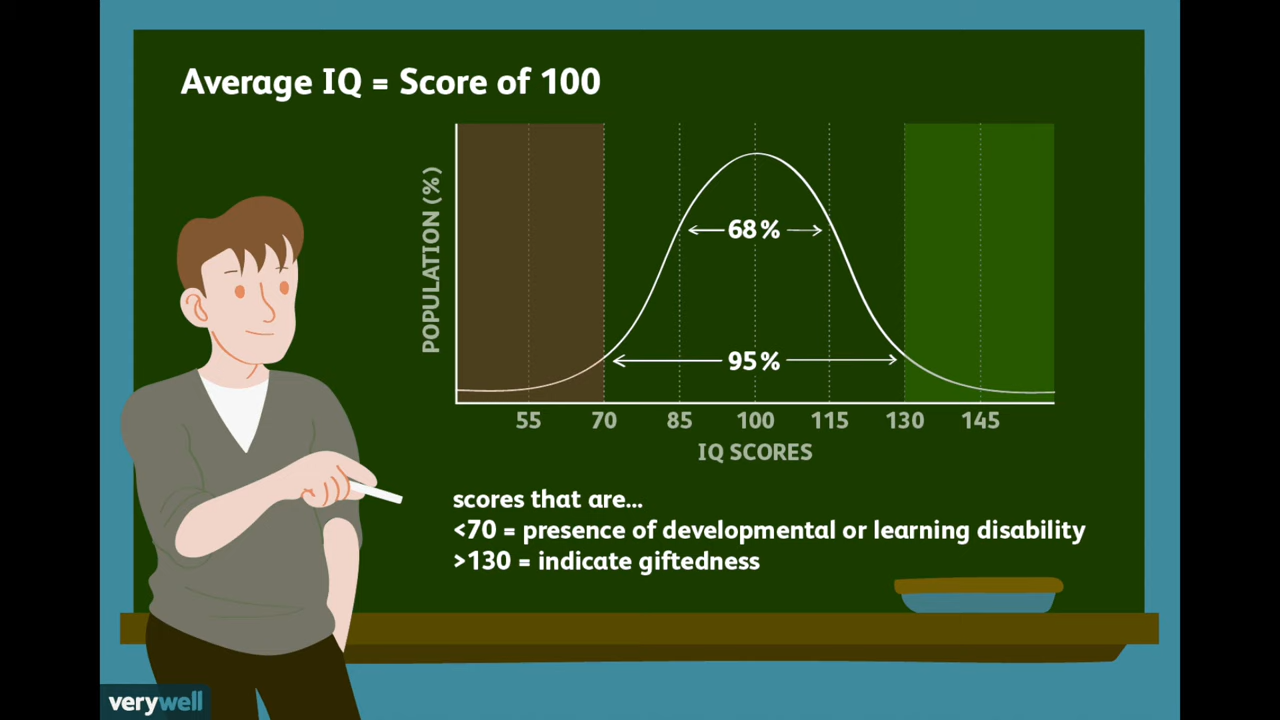 Average IQ = Score of 100
POPULATION (%)
68%
95%
55 70 85 100 115 130 145
IQ SCORES
scores that are...
<70 = presence of developmental or learning disability
>130 = indicate giftedness
verywell